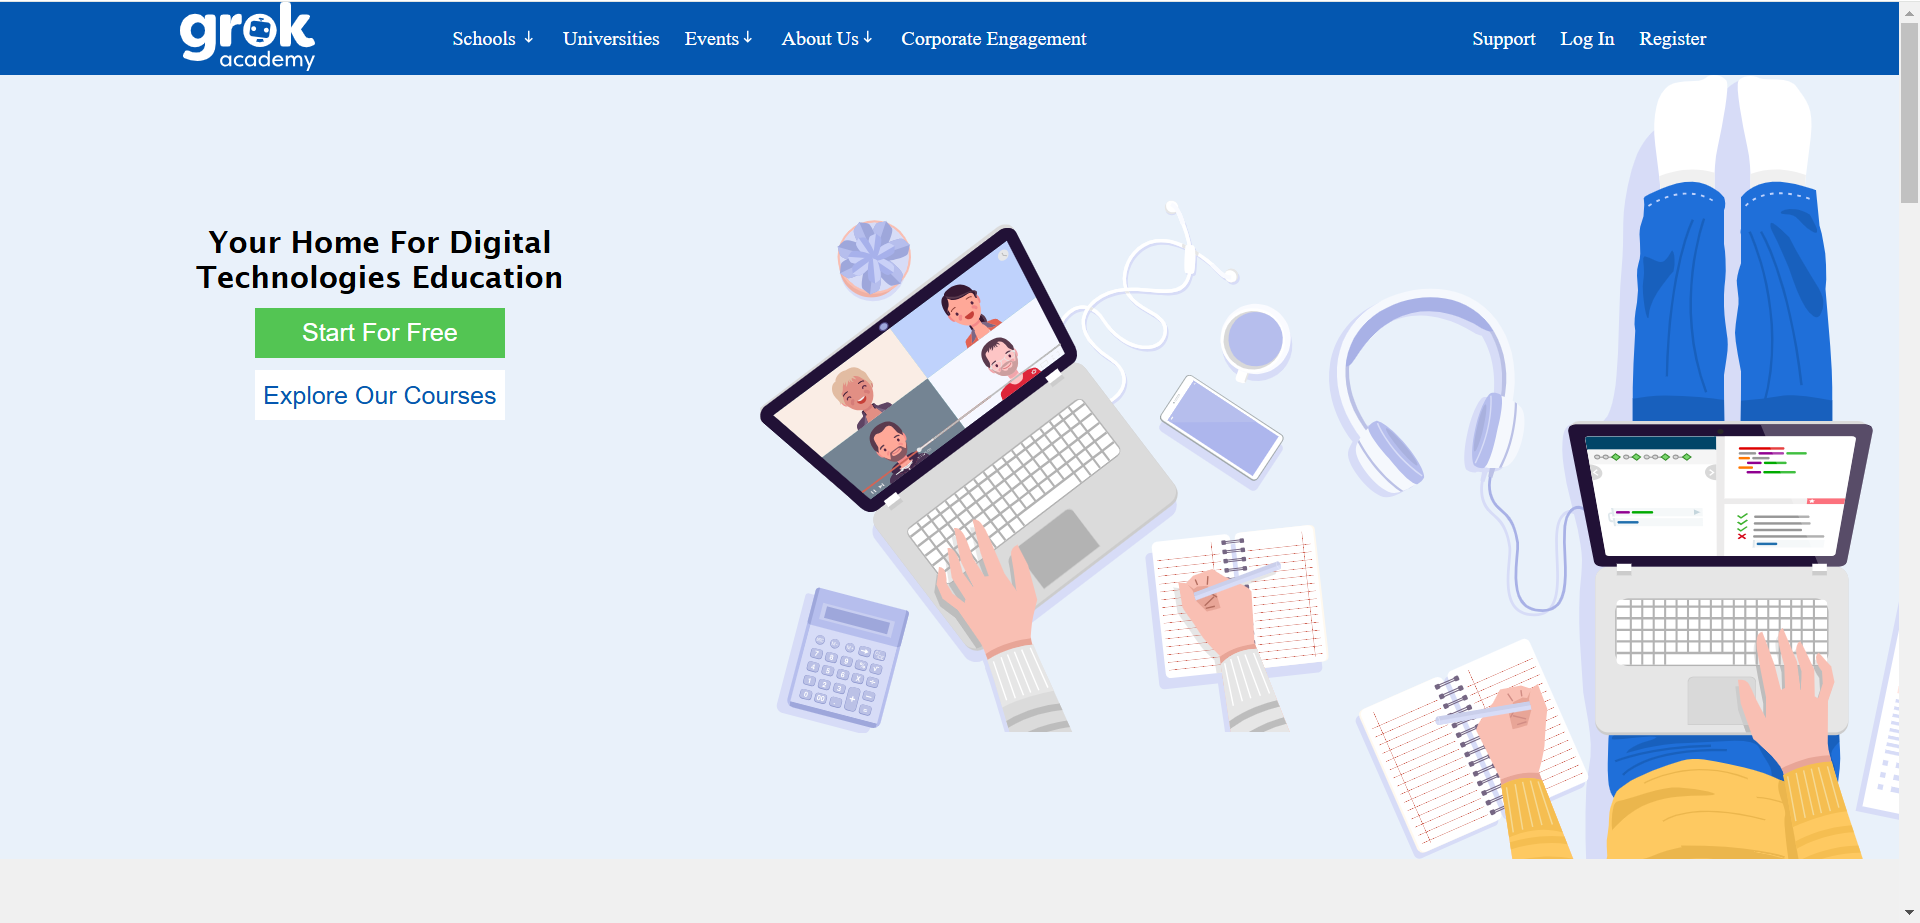 grok
academy
Schools ↓
Universities
Events ↓
About Us ↓
Corporate Engagement
Support
Log In
Register
Your Home For Digital
Technologies Education
Start For Free
Explore Our Courses